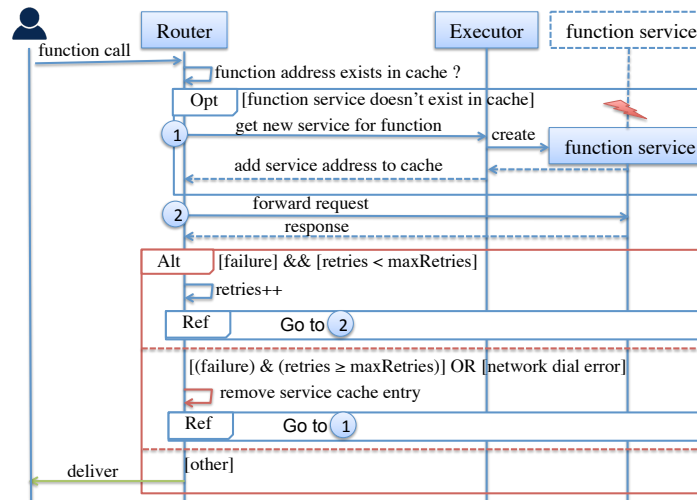 Router
Executor
function service
function call
function address exists in cache ?
Opt
[function service doesn't exist in cache]
1
get new service for function
create
function service
add service address to cache
2
forward request
response
Alt
[failure] && [retries < maxRetries]
retries++
Ref
Go to 2
[(failure) & (retries ≥ maxRetries)] OR [network dial error]
remove service cache entry
Ref
Go to 1
[other]
deliver